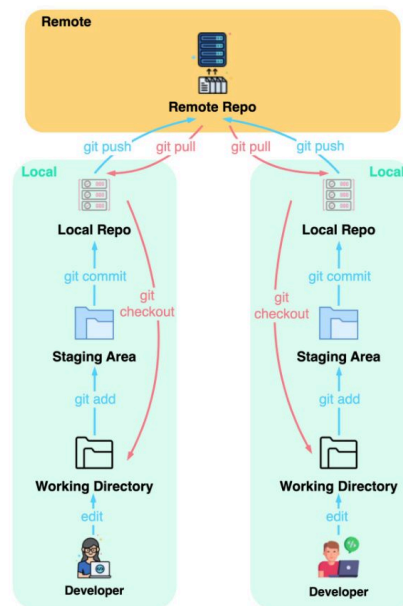 Remote
Remote Repo
git push
git pull
git pull
git push
Local
Local
Local Repo
Local Repo
git commit
git commit
git
checkout
git
checkout
Staging Area
Staging Area
git add
git add
Working Directory
Working Directory
edit
edit
Developer
Developer